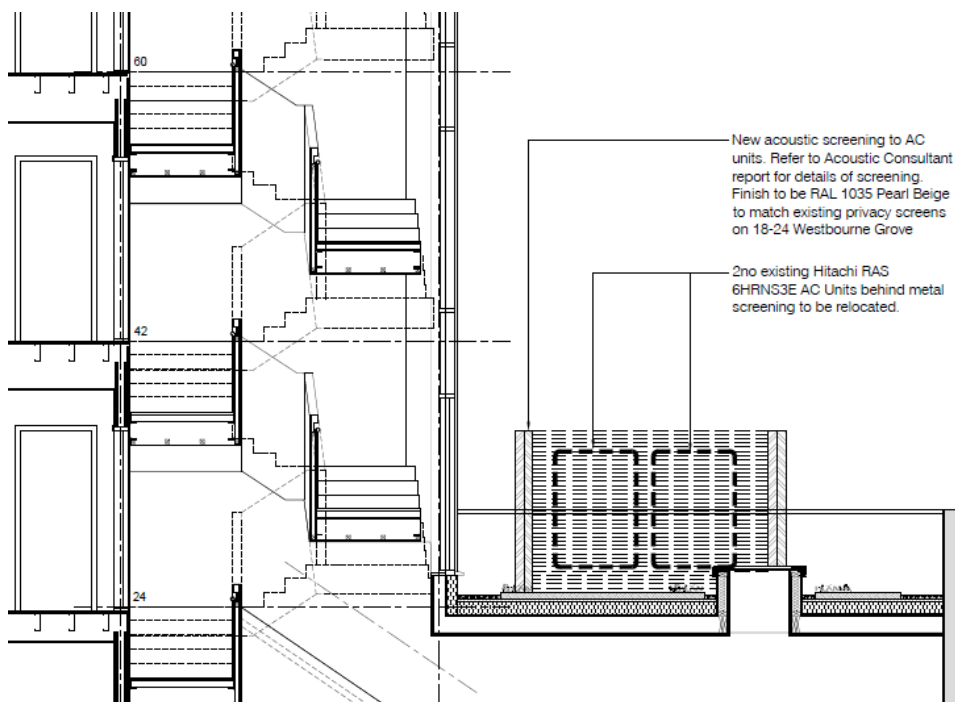 60
New acoustic screening to AC
units. Refer to Acoustic Consultant
report for details of screening.
Finish to be RAL 1035 Pearl Beige
to match existing privacy screens
on 18-24 Westbourne Grove
2no existing Hitachi RAS
6HRNS3E AC Units behind metal
screening to be relocated.
42
24